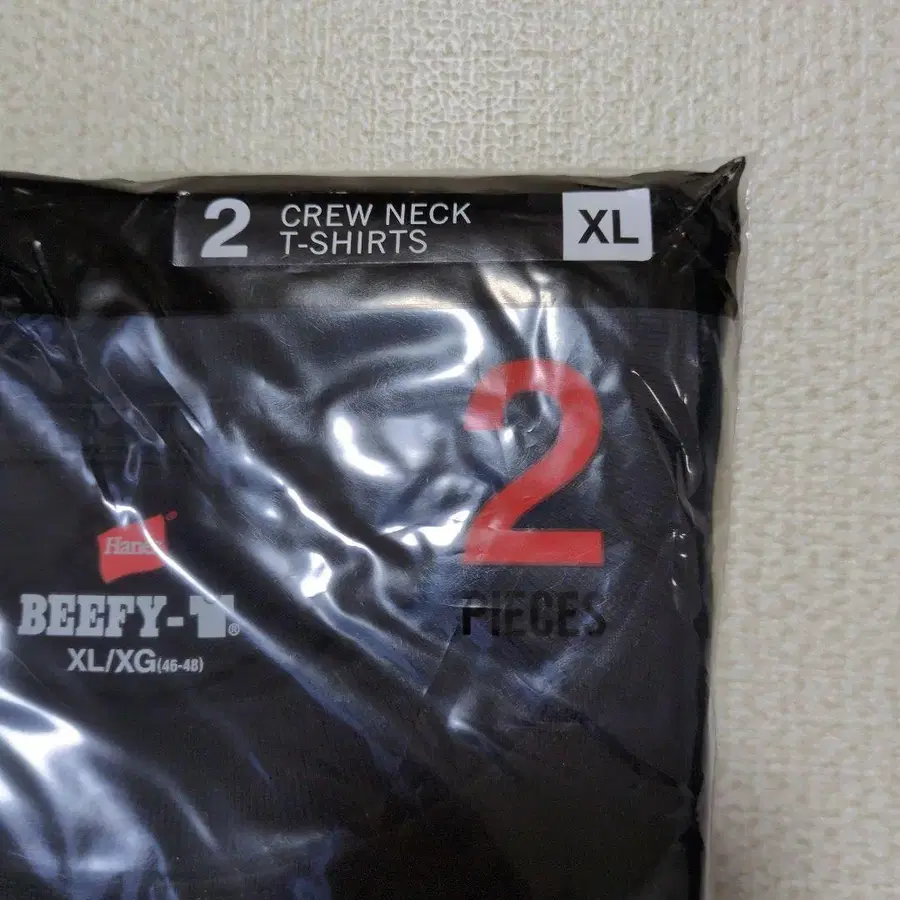 2 CREW NECK T-SHIRTS XL
2
PIECES
Hanes®
BEEFY-T®
XL/XG (46-48)